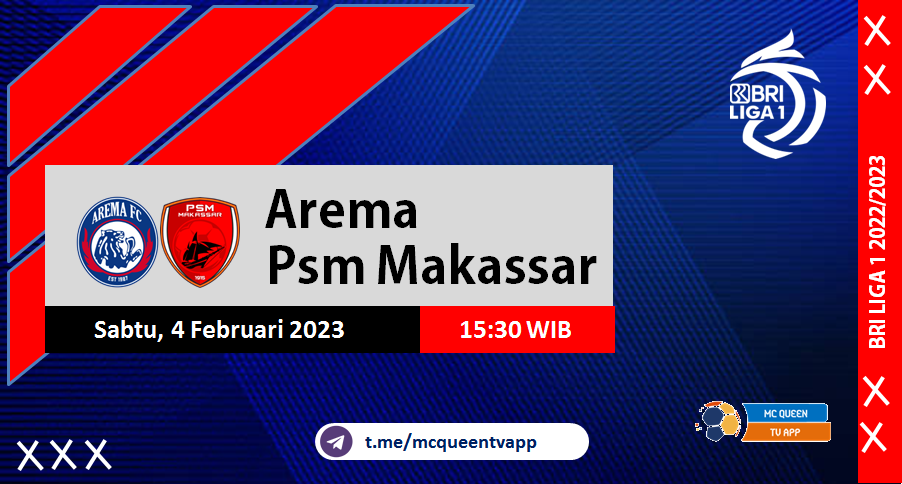 BRI
LIGA 1
BRI LIGA 1 2022/2023
AREMA FC
EST 1987
PSM
MAKASSAR
1915
Arema
Psm Makassar
Sabtu, 4 Februari 2023
15:30 WIB
t.me/mcqueentvapp
MC QUEEN
TV APP
XXX
X
X
X
X